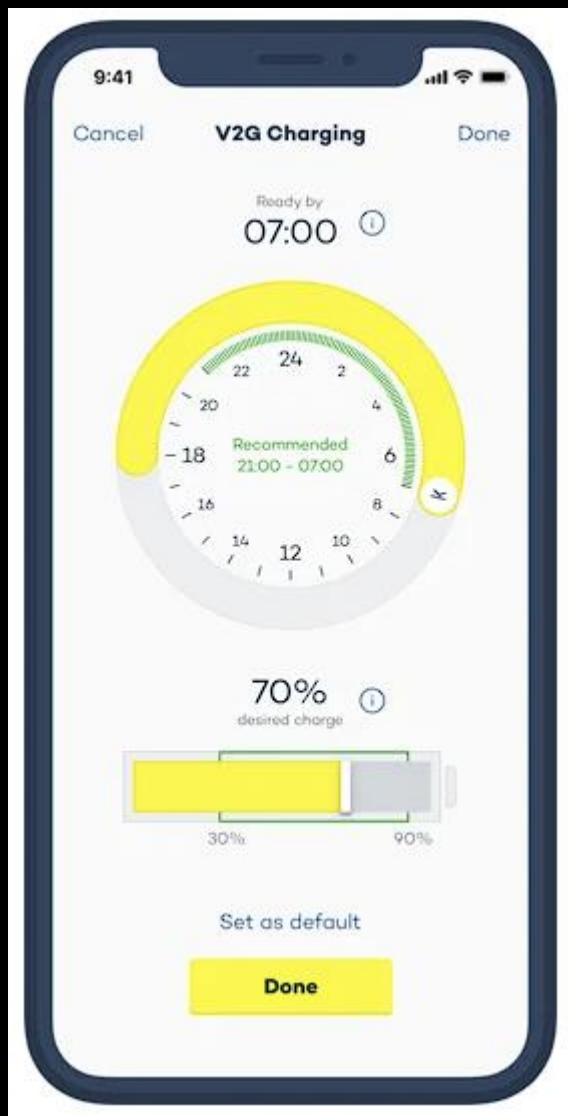 9:41
Cancel V2G Charging Done
Ready by
07:00 i
24
22 2
20 4
Recommended
18 6
21:00 - 07:00
16 8
14 10
12
70% i
desired charge
30% 90%
Set as default
Done